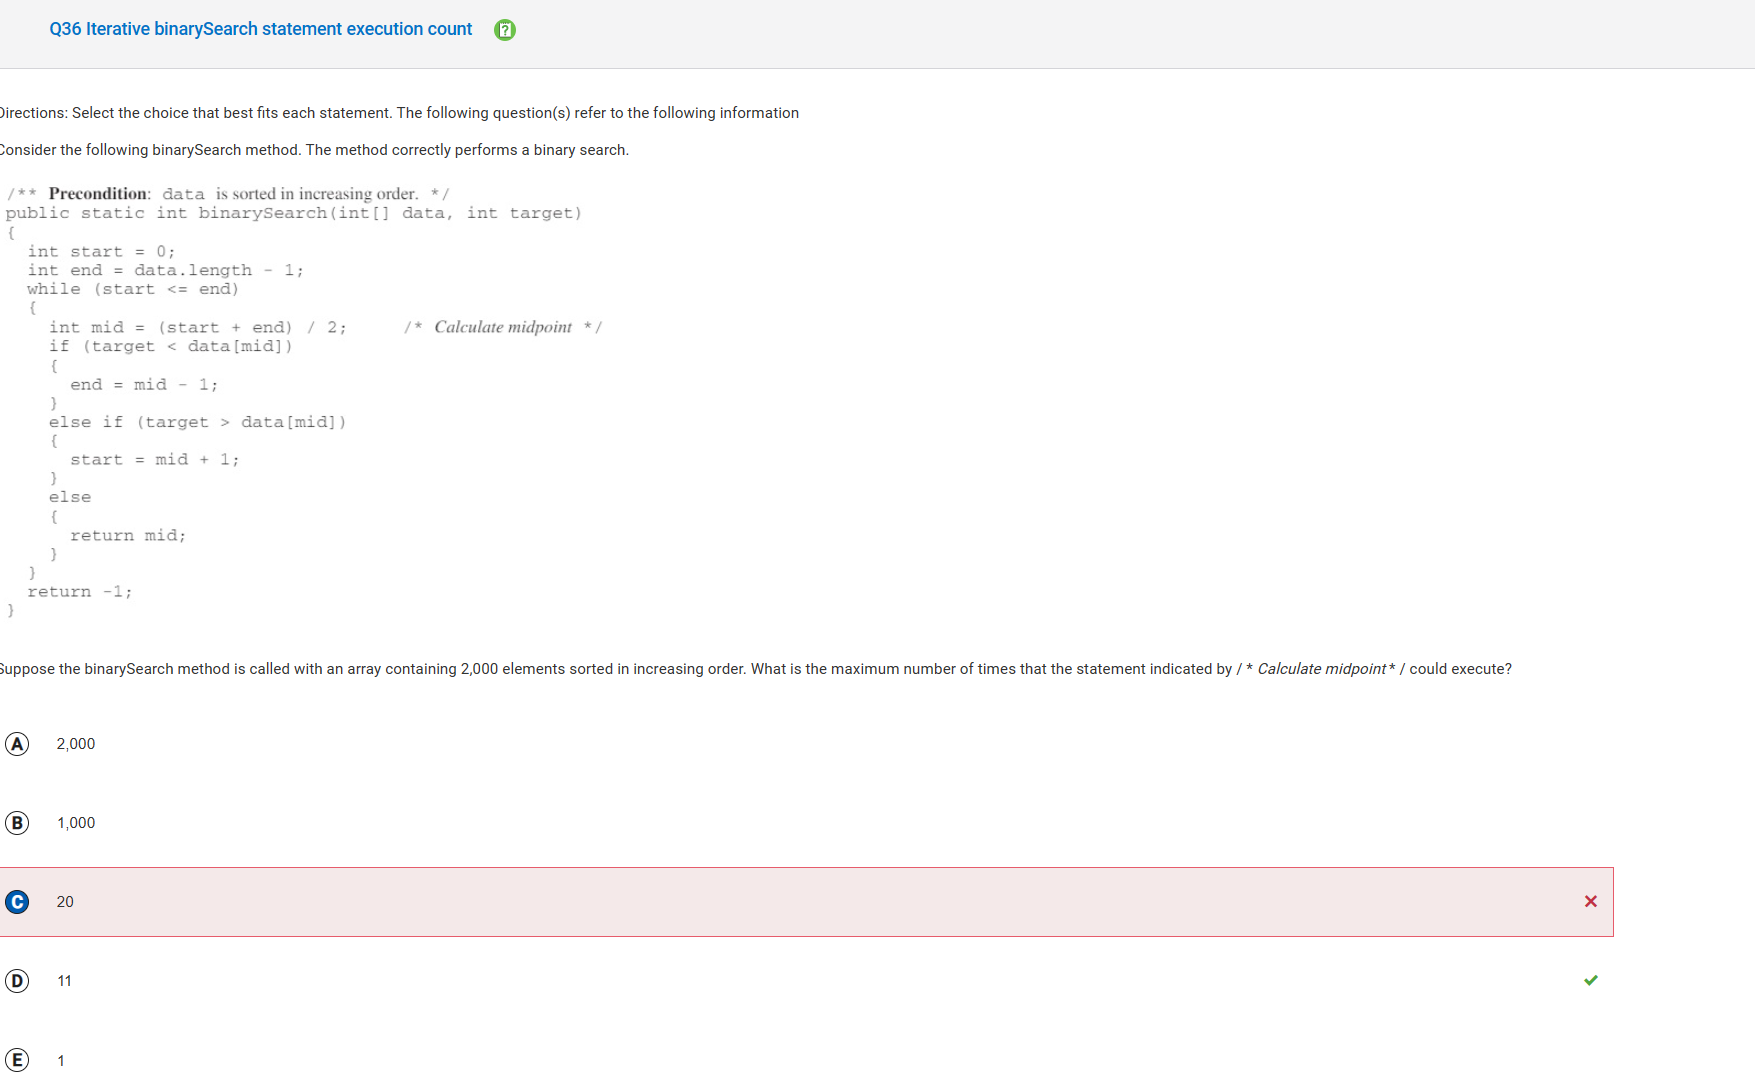 Q36 Iterative binarySearch statement execution count
Directions: Select the choice that best fits each statement. The following question(s) refer to the following information
Consider the following binarySearch method. The method correctly performs a binary search.
/** Precondition: data is sorted in increasing order. */
public static int binarySearch(int[] data, int target)
{
int start = 0;
int end = data.length - 1;
while (start <= end)
{
int mid = (start + end) / 2; /* Calculate midpoint */
if (target < data[mid])
{
end = mid - 1;
}
else if (target > data[mid])
{
start = mid + 1;
}
else
{
return mid;
}
}
return -1;
}
Suppose the binarySearch method is called with an array containing 2,000 elements sorted in increasing order. What is the maximum number of times that the statement indicated by / * Calculate midpoint* / could execute?
A 2,000
B 1,000
C 20
D 11
E 1